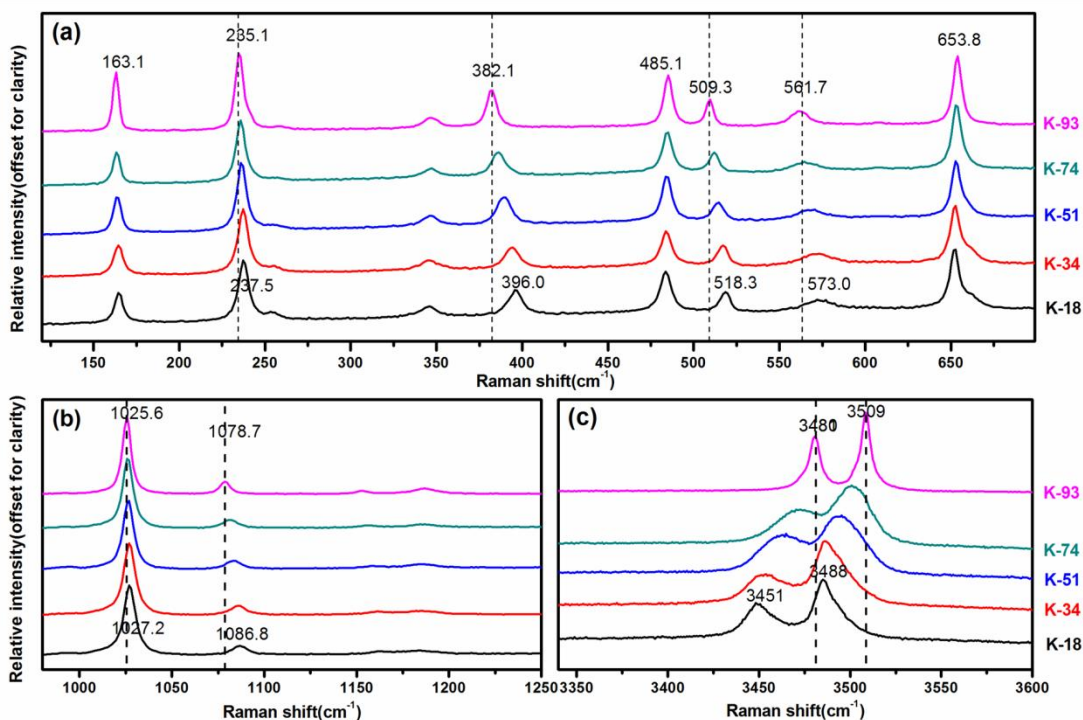 (a)
163.1
235.1
382.1
485.1
509.3
561.7
653.8
K-93
K-74
K-51
K-34
K-18
237.5
396.0
518.3
573.0
Relative intensity(offset for clarity)
150 200 250 300 350 400 450 500 550 600 650
Raman shift(cm⁻¹)
(b)
1025.6
1078.7
1027.2
1086.8
Relative intensity(offset for clarity)
1000 1050 1100 1150 1200 1250
Raman shift(cm⁻¹)
(c)
3509
K-93
K-74
K-51
K-34
K-18
3488
3451
3340 3400 3450 3500 3550 3600
Raman shift(cm⁻¹)